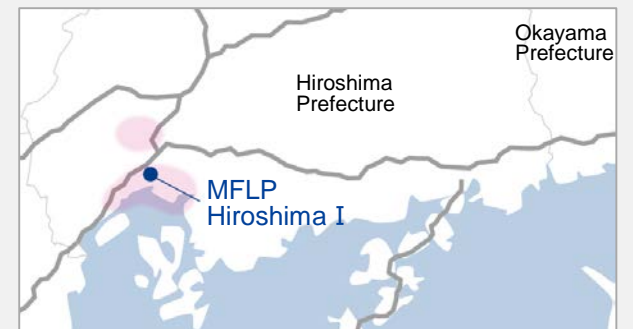 Okayama
Prefecture
Hiroshima
Prefecture
MFLP
Hiroshima Ⅰ